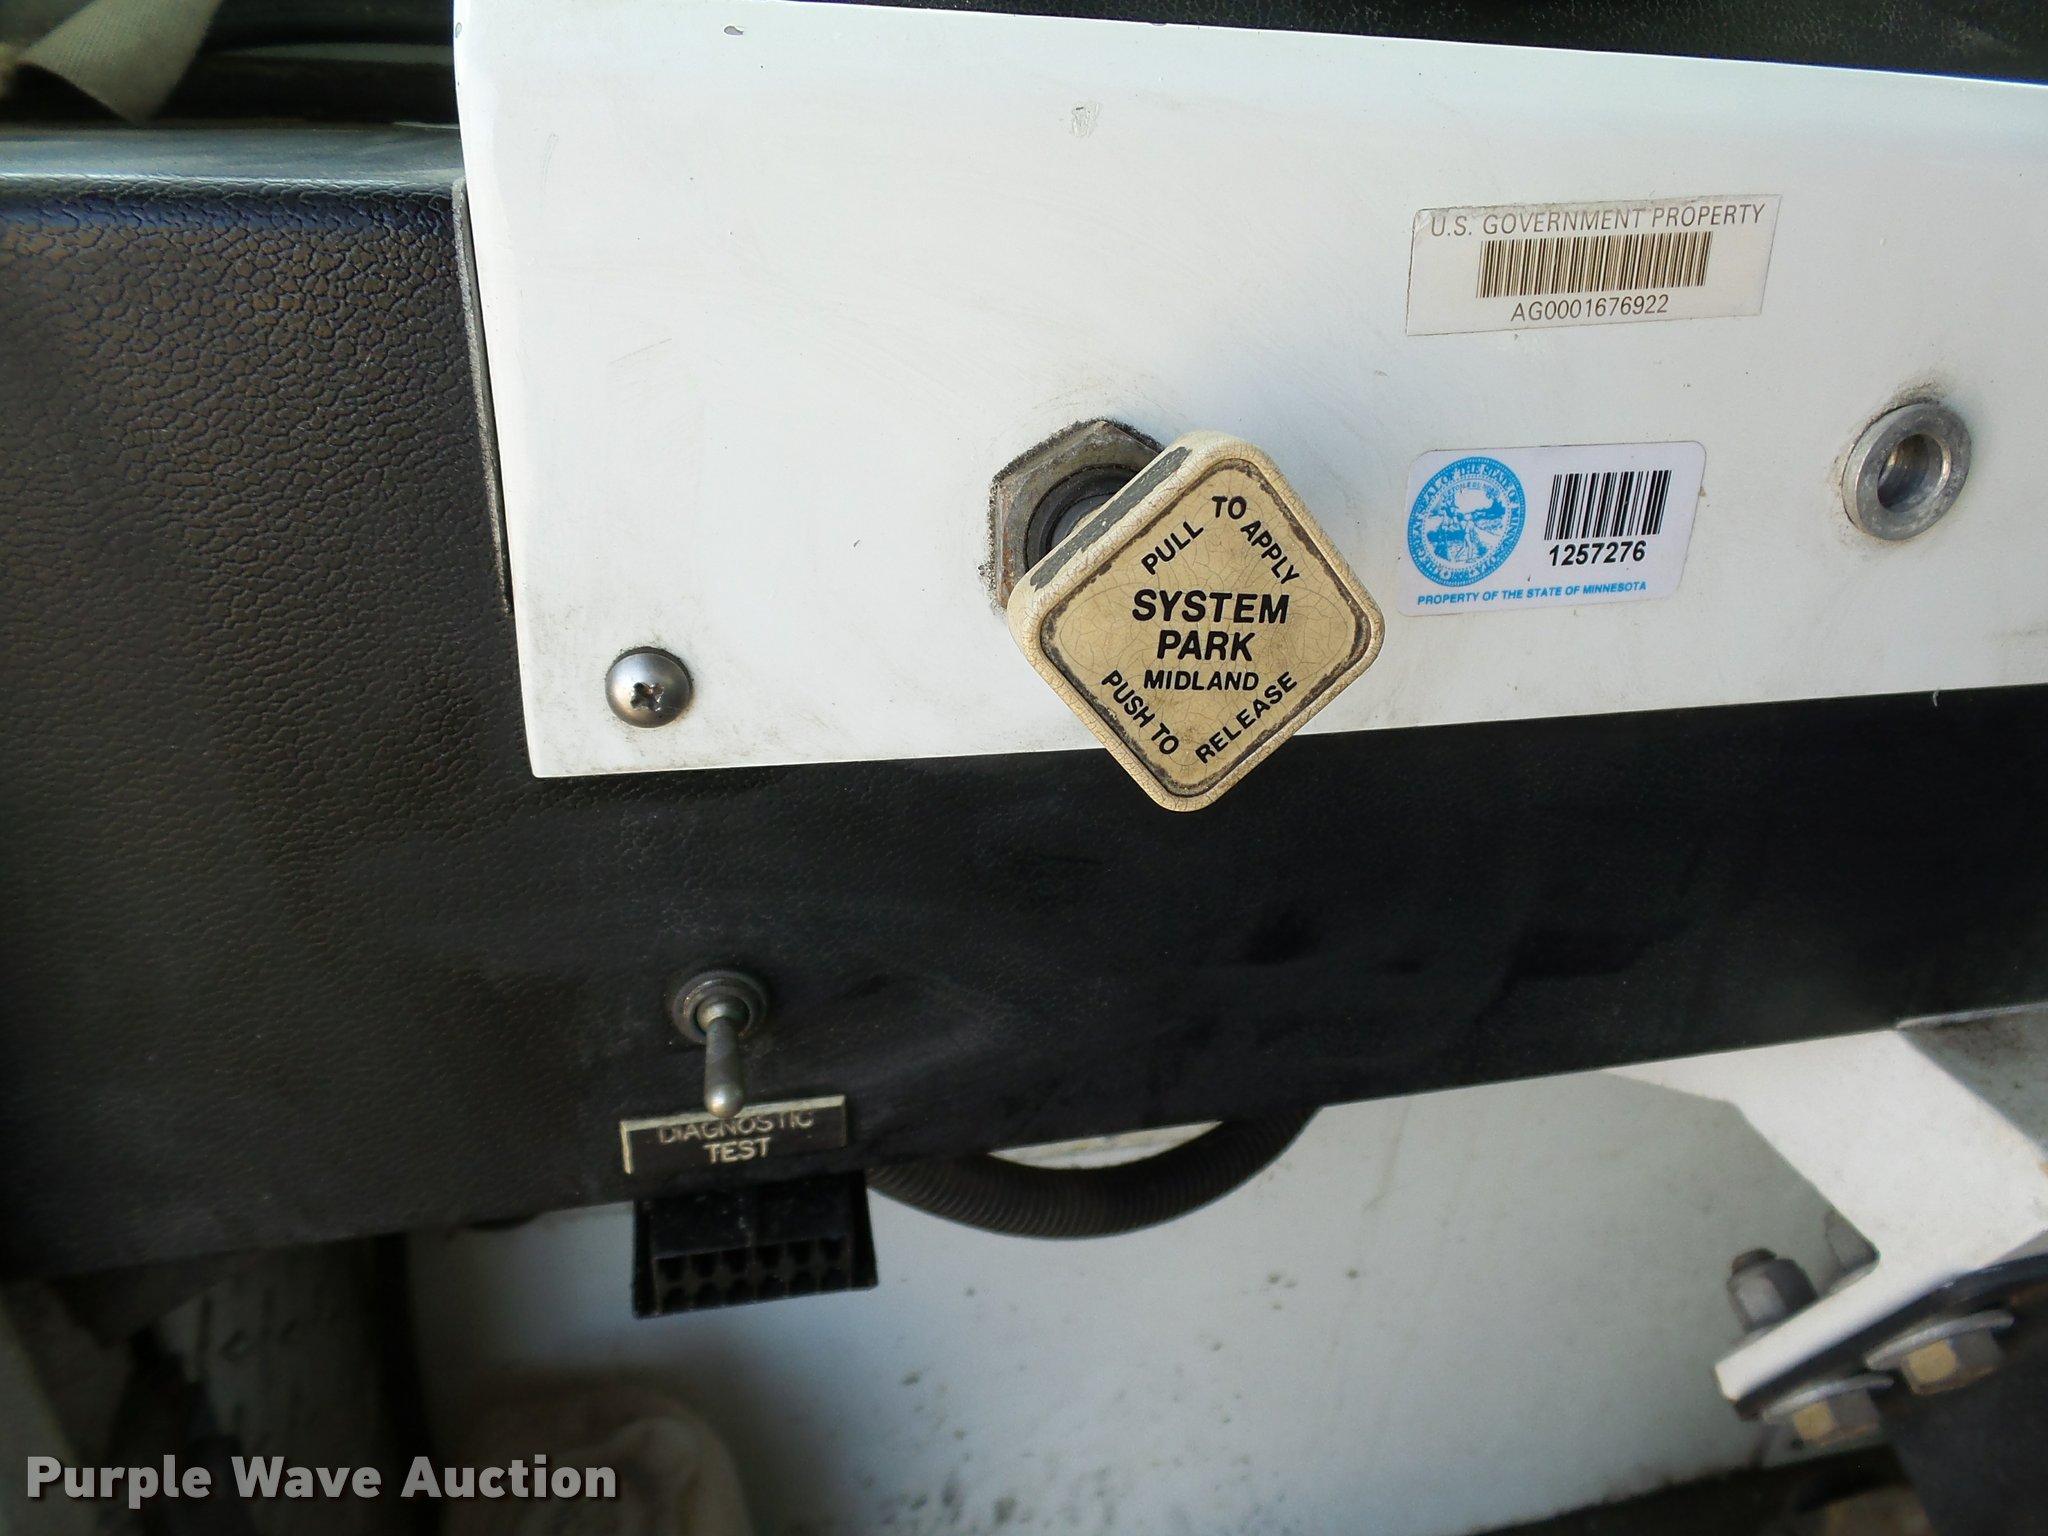 U.S. GOVERNMENT PROPERTY
AG0001676922
1257276
PROPERTY OF THE STATE OF MINNESOTA
PULL TO APPLY
SYSTEM
PARK
MIDLAND
PUSH TO RELEASE
DIAGNOSTIC
TEST
Purple Wave Auction